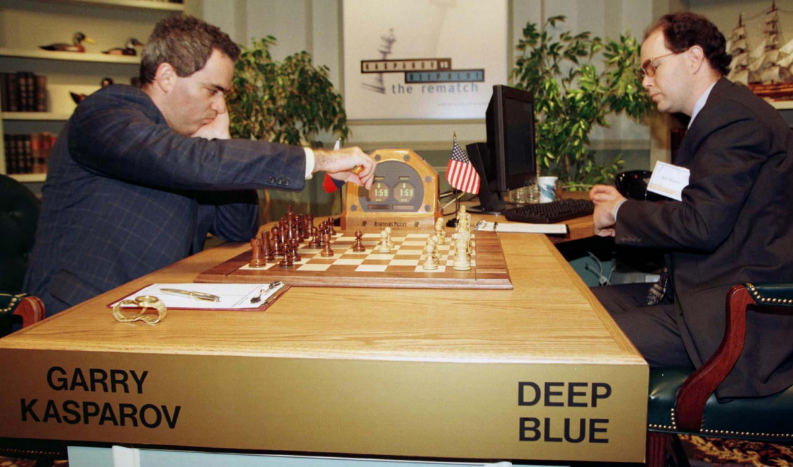 KASPAROV vs
DEEP BLUE
the rematch
1:59
1:59
GARRY
KASPAROV
DEEP
BLUE